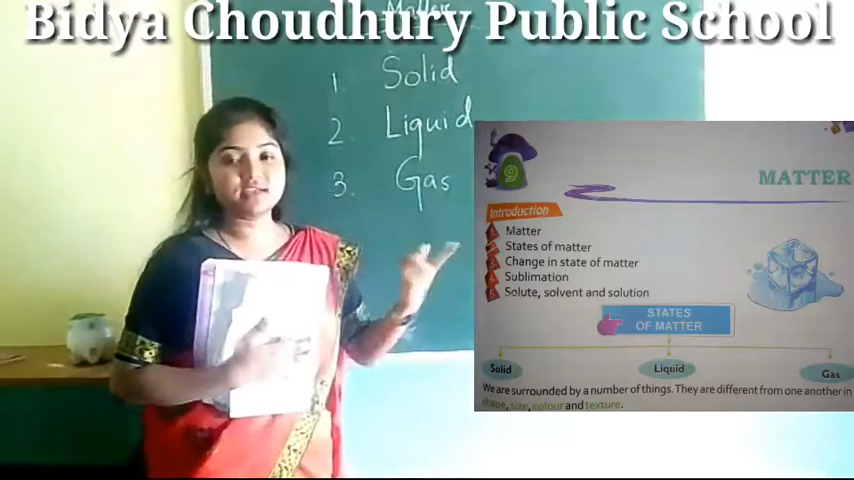 Bidya Choudhury Public School
Matter
1. Solid
2. Liquid
3. Gas
9
MATTER
Introduction
Matter
States of matter
Change in state of matter
Sublimation
Solute, solvent and solution
STATES
OF MATTER
Solid Liquid Gas
We are surrounded by a number of things. They are different from one another in
shape, size, colour and texture.